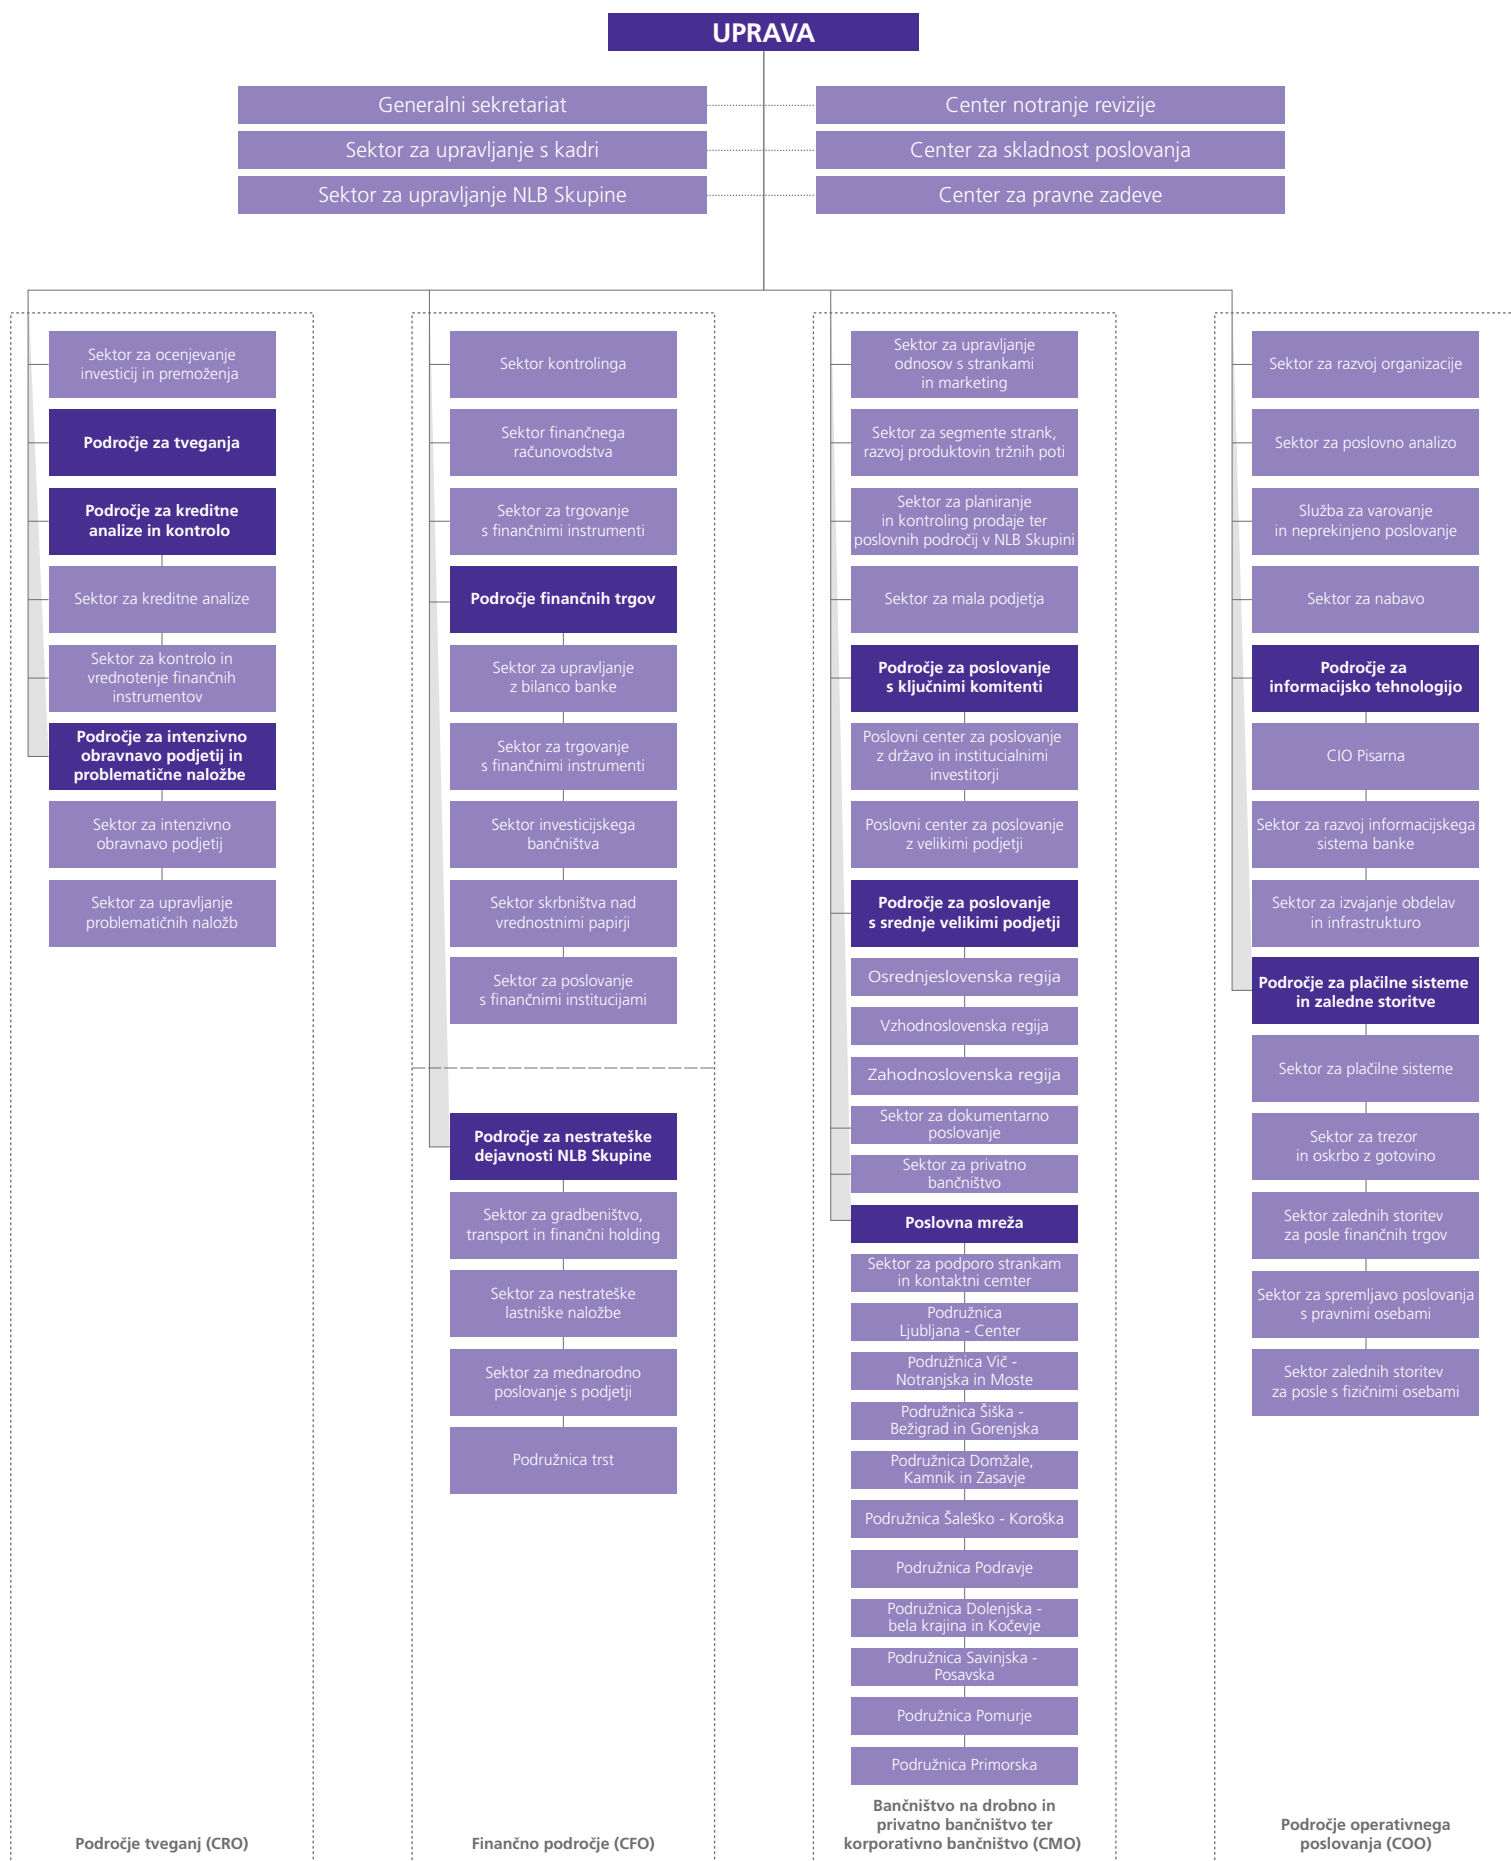 UPRAVA
Generalni sekretariat
Center notranje revizije
Sektor za upravljanje s kadri
Center za skladnost poslovanja
Sektor za upravljanje NLB Skupine
Center za pravne zadeve
Sektor za ocenjevanje
investicij in premoženja
Področje za tveganja
Področje za kreditne
analize in kontrolo
Sektor za kreditne analize
Sektor za kontrolo in
vrednotenje finančnih
instrumentov
Področje za intenzivno
obravnavo podjetij in
problematične naložbe
Sektor za intenzivno
obravnavo podjetij
Sektor za upravljanje
problematičnih naložb
Področje tveganj (CRO)
Sektor kontrolinga
Sektor finančnega
računovodstva
Sektor za trgovanje
s finančnimi instrumenti
Področje finančnih trgov
Sektor za upravljanje
z bilanco banke
Sektor za trgovanje
s finančnimi instrumenti
Sektor investicijskega
bančništva
Sektor skrbništva nad
vrednostnimi papirji
Sektor za poslovanje
s finančnimi institucijami
Področje za nestrateške
dejavnosti NLB Skupine
Sektor za gradbeništvo,
transport in finančni holding
Sektor za nestrateške
lastniške naložbe
Sektor za mednarodno
poslovanje s podjetji
Podružnica trst
Finančno področje (CFO)
Sektor za upravljanje
odnosov s strankami
in marketing
Sektor za segmente strank,
razvoj produktovin tržnih poti
Sektor za planiranje
in kontroling prodaje ter
poslovnih področij v NLB Skupini
Sektor za mala podjetja
Področje za poslovanje
s ključnimi komitenti
Poslovni center za poslovanje
z državo in institucialnimi
investitorji
Poslovni center za poslovanje
z velikimi podjetji
Področje za poslovanje
s srednje velikimi podjetji
Osrednjeslovenska regija
Vzhodnoslovenska regija
Zahodnoslovenska regija
Sektor za dokumentarno
poslovanje
Sektor za privatno
bančništvo
Poslovna mreža
Sektor za podporo strankam
in kontaktni cemter
Podružnica
Ljubljana - Center
Podružnica Vič -
Notranjska in Moste
Podružnica Šiška -
Bežigrad in Gorenjska
Podružnica Domžale,
Kamnik in Zasavje
Podružnica Šaleško - Koroška
Podružnica Podravje
Podružnica Dolenjska -
bela krajina in Kočevje
Podružnica Savinjska -
Posavska
Podružnica Pomurje
Podružnica Primorska
Bančništvo na drobno in
privatno bančništvo ter
korporativno bančništvo (CMO)
Sektor za razvoj organizacije
Sektor za poslovno analizo
Služba za varovanje
in neprekinjeno poslovanje
Sektor za nabavo
Področje za
informacijsko tehnologijo
CIO Pisarna
Sektor za razvoj informacijskega
sistema banke
Sektor za izvajanje obdelav
in infrastrukturo
Področje za plačilne sisteme
in zaledne storitve
Sektor za plačilne sisteme
Sektor za trezor
in oskrbo z gotovino
Sektor zalednih storitev
za posle finančnih trgov
Sektor za spremljavo poslovanja
s pravnimi osebami
Sektor zalednih storitev
za posle s fizičnimi osebami
Področje operativnega
poslovanja (COO)